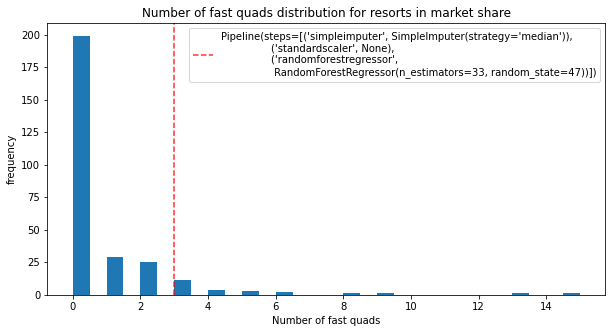 Number of fast quads distribution for resorts in market share
Pipeline(steps=[('simpleimputer', SimpleImputer(strategy='median')),
('standardscaler', None),
('randomforestregressor',
RandomForestRegressor(n_estimators=33, random_state=47))])
200
175
150
125
100
75
50
25
0
frequency
0 2 4 6 8 10 12 14
Number of fast quads